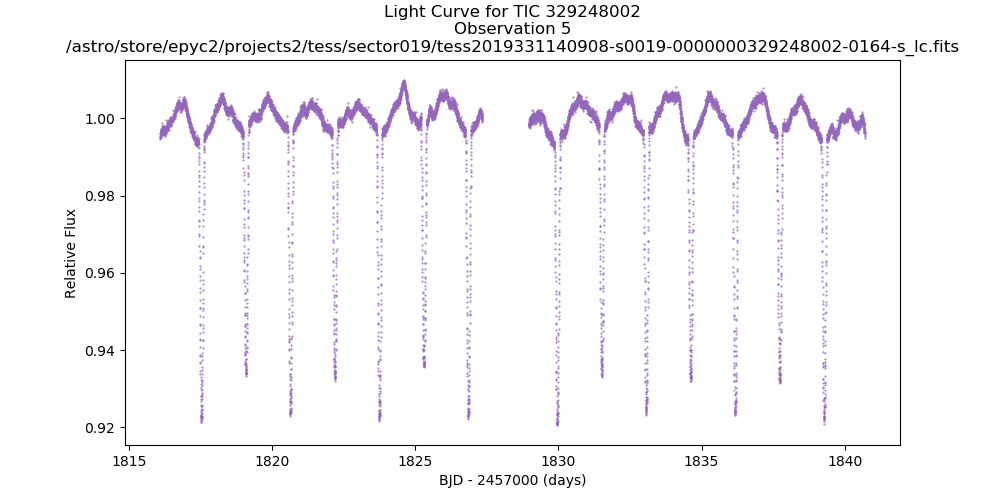 Light Curve for TIC 329248002
Observation 5
/astro/store/epyc2/projects2/tess/sector019/tess2019331140908-s0019-0000000329248002-0164-s_lc.fits
1.00
0.98
0.96
0.94
0.92
Relative Flux
1815
1820
1825
1830
1835
1840
BJD - 2457000 (days)